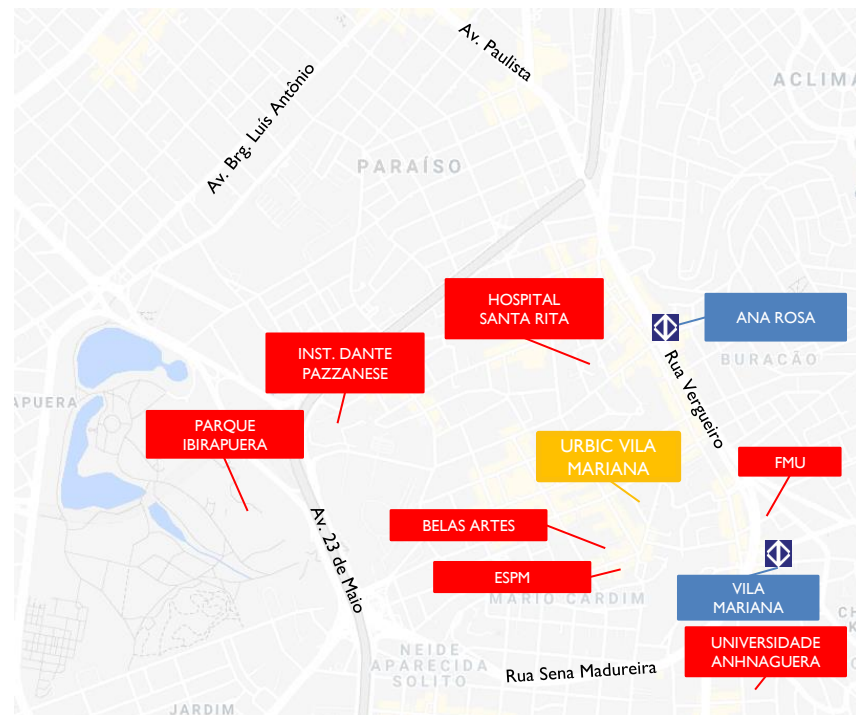 Av. Paulista
ACLIMA
Av. Brg. Luís Antônio
PARAÍSO
HOSPITAL
SANTA RITA
ANA ROSA
INST. DANTE
PAZZANESE
BURACÃO
Rua Vergueiro
APUERA
PARQUE
IBIRAPUERA
URBIC VILA
MARIANA
FMU
BELAS ARTES
Av. 23 de Maio
ESPM
VILA
MARIANA
MÁRIO CARDIM
CH
K
UNIVERSIDADE
ANHNAGUERA
NEIDE
APARECIDA
SOLITO
Rua Sena Madureira
JARDIM